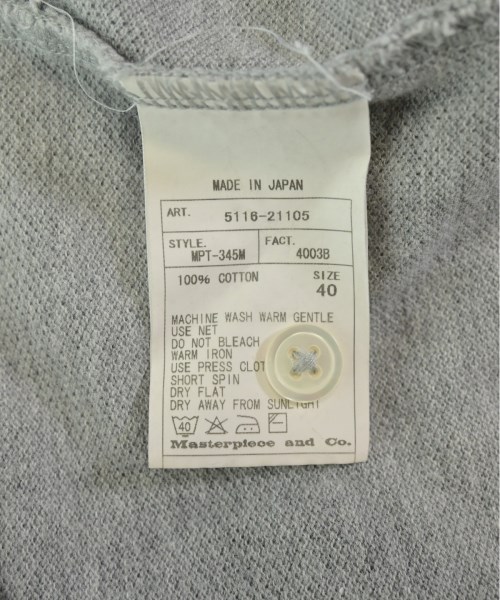 MADE IN JAPAN
ART. 5116-21105
STYLE. FACT.
MPT-345M 4003B
100% COTTON SIZE
40
MACHINE WASH WARM GENTLE
USE NET
DO NOT BLEACH
WARM IRON
USE PRESS CLOT
SHORT SPIN
DRY FLAT
DRY AWAY FROM SUNLIGHT
40
Masterpiece and Co.